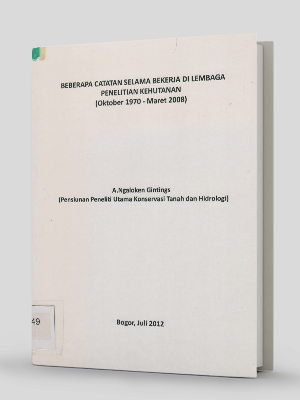 BEBERAPA CATATAN SELAMA BEKERJA DI LEMBAGA
PENELITIAN KEHUTANAN
(Oktober 1970 - Maret 2008)
A.Ngaloken Gintings
(Pensiunan Peneliti Utama Konservasi Tanah dan Hidrologi)
49
Bogor, Juli 2012